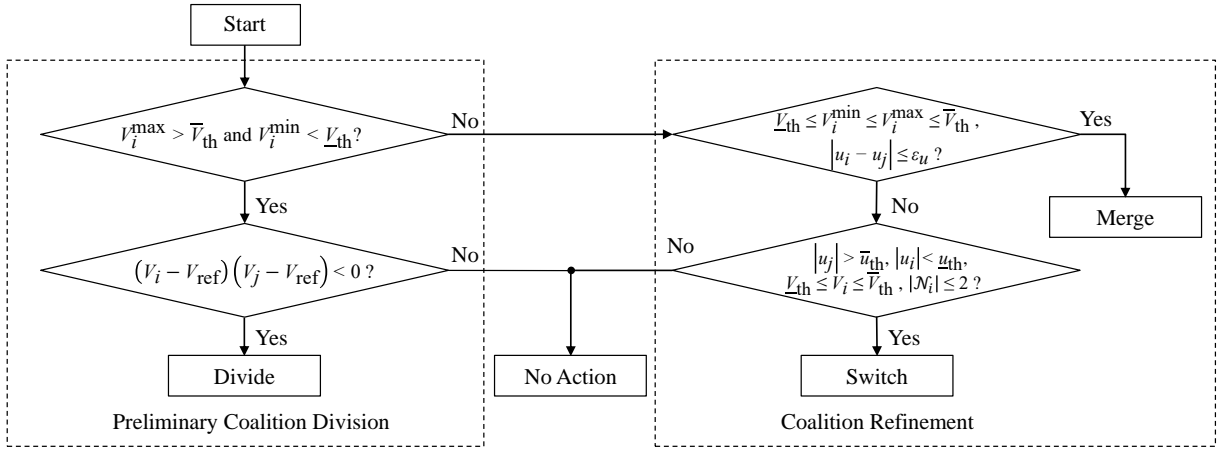 Start
V_i^max > V̅_th and V_i^min < V̲_th?
Yes
No
(V_i − V_ref)(V_j − V_ref) < 0 ?
Yes
No
Divide
Preliminary Coalition Division
No Action
V̲_th ≤ V_i^min ≤ V_i^max ≤ V̅_th ,
|u_i − u_j| ≤ ε_u ?
Yes
Merge
No
|u_j| > u̅_th, |u_i| < u̲_th,
V̲_th ≤ V_i ≤ V̅_th , |𝒩_i| ≤ 2 ?
No
Yes
Switch
Coalition Refinement